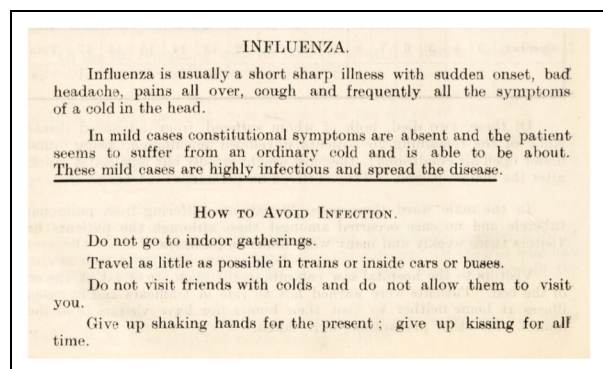 INFLUENZA.
Influenza is usually a short sharp illness with sudden onset, bad
headache, pains all over, cough and frequently all the symptoms
of a cold in the head.
In mild cases constitutional symptoms are absent and the patient
seems to suffer from an ordinary cold and is able to be about.
These mild cases are highly infectious and spread the disease.
How to Avoid Infection.
Do not go to indoor gatherings.
Travel as little as possible in trains or inside cars or buses.
Do not visit friends with colds and do not allow them to visit
you.
Give up shaking hands for the present ; give up kissing for all
time.